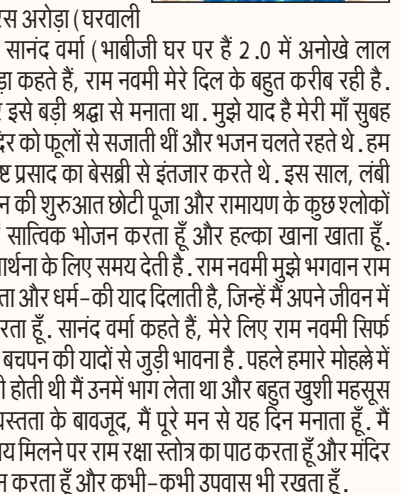 रस अरोड़ा (घरवाली
सानंद वर्मा (भाबीजी घर पर हैं 2.0 में अनोखे लाल
ड़ा कहते हैं, राम नवमी मेरे दिल के बहुत करीब रही है.
इसे बड़ी श्रद्धा से मनाता था. मुझे याद है मेरी माँ सुबह
दिर को फूलों से सजाती थीं और भजन चलते रहते थे. हम
ष्ट प्रसाद का बेसब्री से इंतजार करते थे. इस साल, लंबी
न की शुरुआत छोटी पूजा और रामायण के कुछ श्लोकों
सात्विक भोजन करता हूँ और हल्का खाना खाता हूँ.
र्थना के लिए समय देती है. राम नवमी मुझे भगवान राम
ता और धर्म-की याद दिलाती है, जिन्हें मैं अपने जीवन में
रता हूँ. सानंद वर्मा कहते हैं, मेरे लिए राम नवमी सिर्फ
बचपन की यादों से जुड़ी भावना है. पहले हमारे मोहल्ले में
ी होती थी मैं उनमें भाग लेता था और बहुत खुशी महसूस
यस्तता के बावजूद, मैं पूरे मन से यह दिन मनाता हूँ. मैं
य मिलने पर राम रक्षा स्तोत्र का पाठ करता हूँ और मंदिर
न करता हूँ और कभी-कभी उपवास भी रखता हूँ.